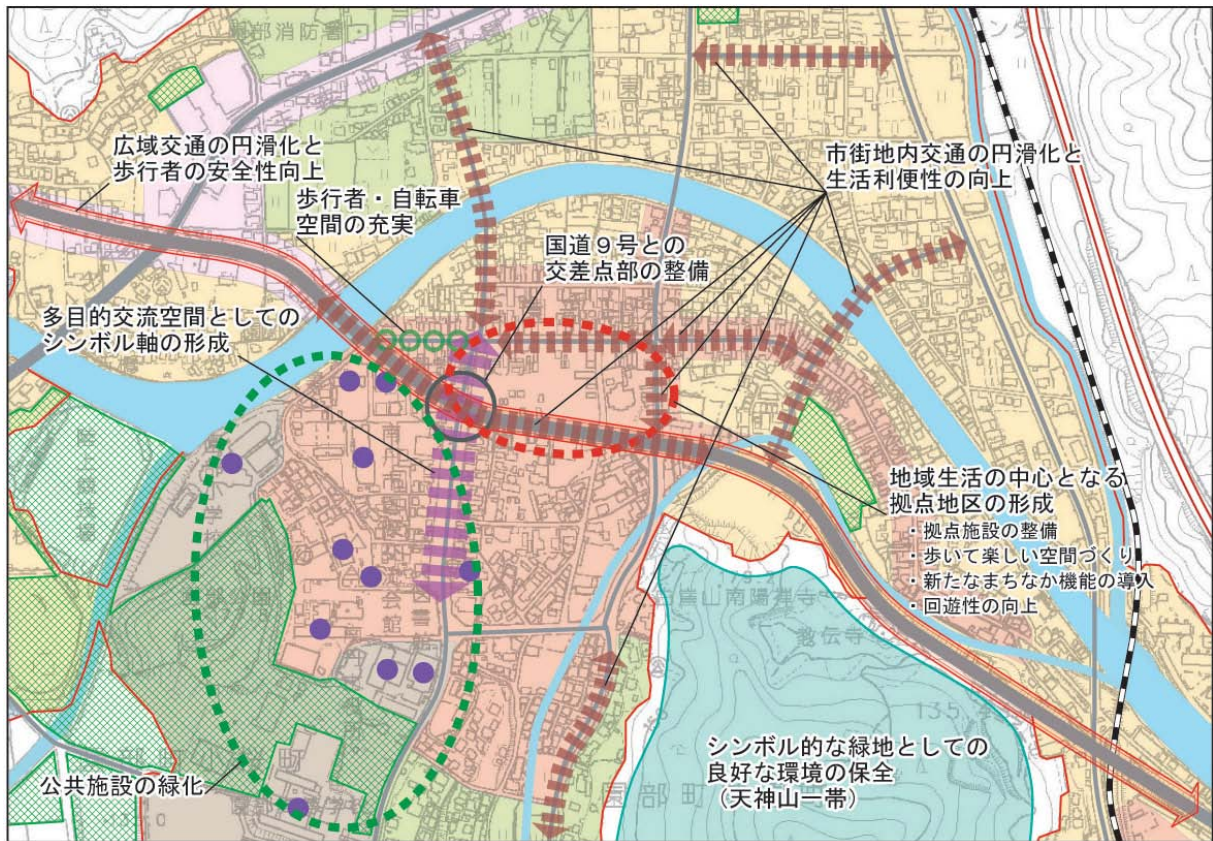 広域交通の円滑化と
歩行者の安全性向上
歩行者・自転車
空間の充実
国道９号との
交差点部の整備
市街地内交通の円滑化と
生活利便性の向上
多目的交流空間としての
シンボル軸の形成
地域生活の中心となる
拠点地区の形成
・拠点施設の整備
・歩いて楽しい空間づくり
・新たなまちなか機能の導入
・回遊性の向上
シンボル的な緑地としての
良好な環境の保全
（天神山一帯）
公共施設の緑化
園部町
教伝寺
135